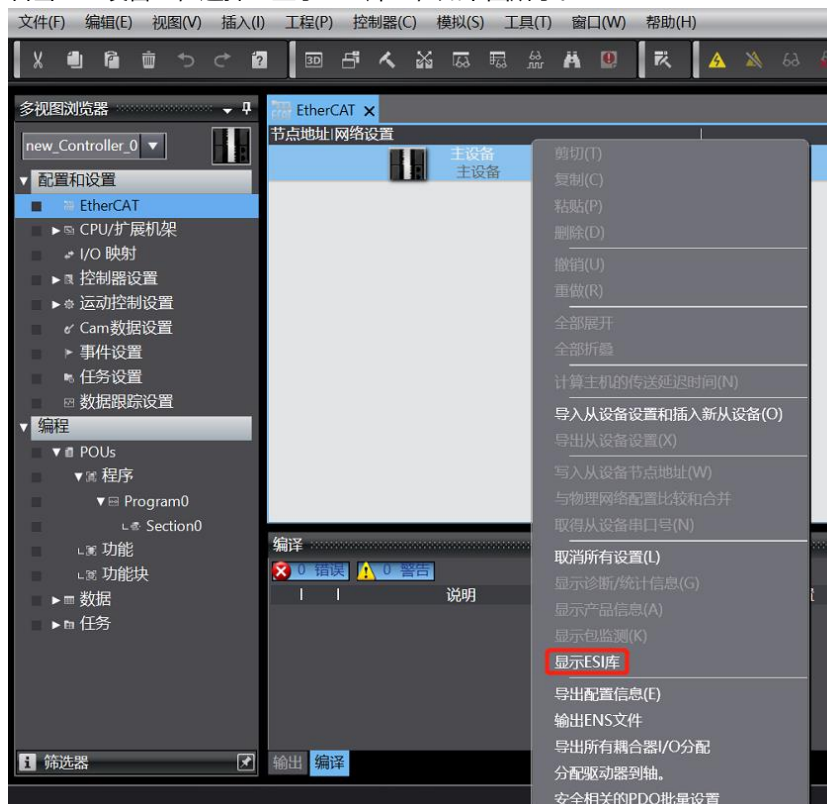 文件(F) 编辑(E) 视图(V) 插入(I) 工程(P) 控制器(C) 模拟(S) 工具(T) 窗口(W) 帮助(H)
3D
多视图浏览器
new_Controller_0
配置和设置
EtherCAT
CPU/扩展机架
I/O 映射
控制器设置
运动控制设置
Cam数据设置
事件设置
任务设置
数据跟踪设置
编程
POUs
程序
Program0
Section0
功能
功能块
数据
任务
筛选器
EtherCAT
节点地址|网络设置
主设备
主设备
剪切(T)
复制(C)
粘贴(P)
删除(D)
撤销(U)
重做(R)
全部展开
全部折叠
计算主机的传送延迟时间(N)
导入从设备设置和插入新从设备(O)
导出从设备设置(X)
写入从设备节点地址(W)
与物理网络配置比较和合并
取得从设备串口号(N)
取消所有设置(L)
显示诊断/统计信息(G)
显示产品信息(A)
显示包监测(K)
显示ESI库
导出配置信息(E)
输出ENS文件
导出所有耦合器I/O分配
分配驱动器到轴。
安全相关的PDO批量设置
编译
0 错误 0 警告
说明
输出 编译